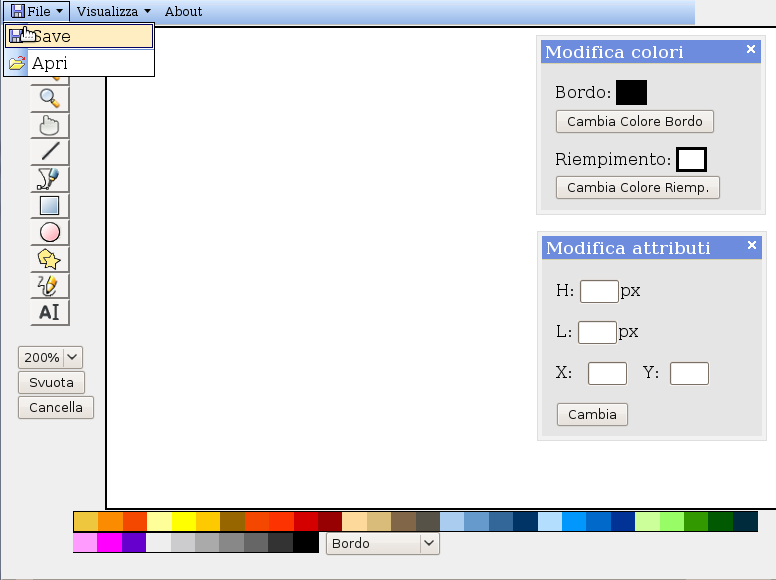 File Visualizza About
Save
Apri
Modifica colori
Bordo:
Cambia Colore Bordo
Riempimento:
Cambia Colore Riemp.
Modifica attributi
H: px
L: px
X: Y:
Cambia
AI
200%
Svuota
Cancella
Bordo